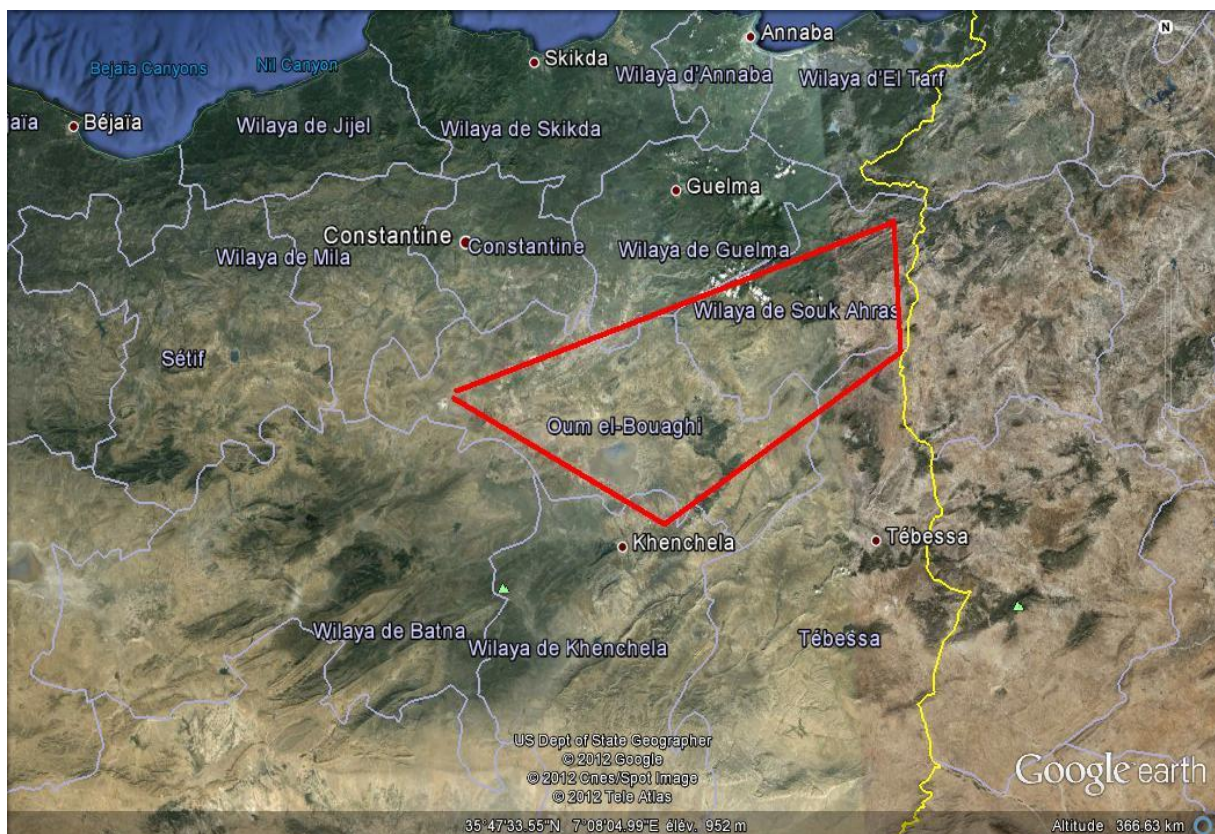 Annaba
N
Skikda
Bejaïa Canyons
Nil Canyon
Wilaya d'Annaba
Wilaya d'El Tarf
jaïa
Béjaïa
Wilaya de Jijel
Wilaya de Skikda
Guelma
Constantine
Constantine
Wilaya de Guelma
Wilaya de Mila
Wilaya de Souk Ahras
Sétif
Oum el-Bouaghi
Khenchela
Tébessa
Wilaya de Batna
Wilaya de Khenchela
Tébessa
US Dept of State Geographer
© 2012 Google
© 2012 Cnes/Spot Image
© 2012 Tele Atlas
Google earth
35°47'33.55"N 7°08'04.99"E élév. 952 m
Altitude 366.63 km